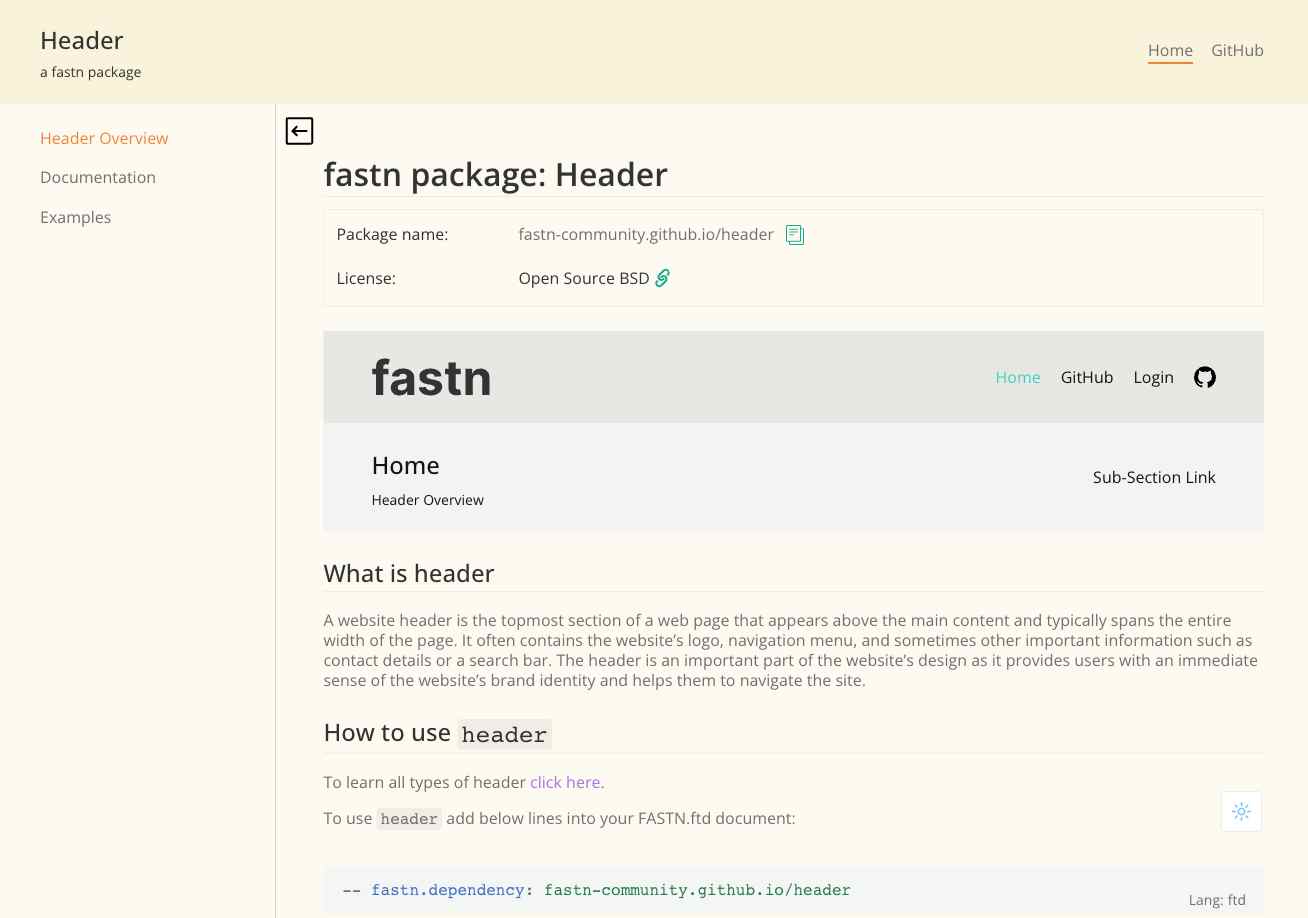 Header
a fastn package
Home GitHub
Header Overview
Documentation
Examples
fastn package: Header
Package name: fastn-community.github.io/header
License: Open Source BSD
fastn
Home GitHub Login
Home
Header Overview
Sub-Section Link
What is header
A website header is the topmost section of a web page that appears above the main content and typically spans the entire
width of the page. It often contains the website’s logo, navigation menu, and sometimes other important information such as
contact details or a search bar. The header is an important part of the website’s design as it provides users with an immediate
sense of the website’s brand identity and helps them to navigate the site.
How to use header
To learn all types of header click here.
To use header add below lines into your FASTN.ftd document:
-- fastn.dependency: fastn-community.github.io/header
Lang: ftd